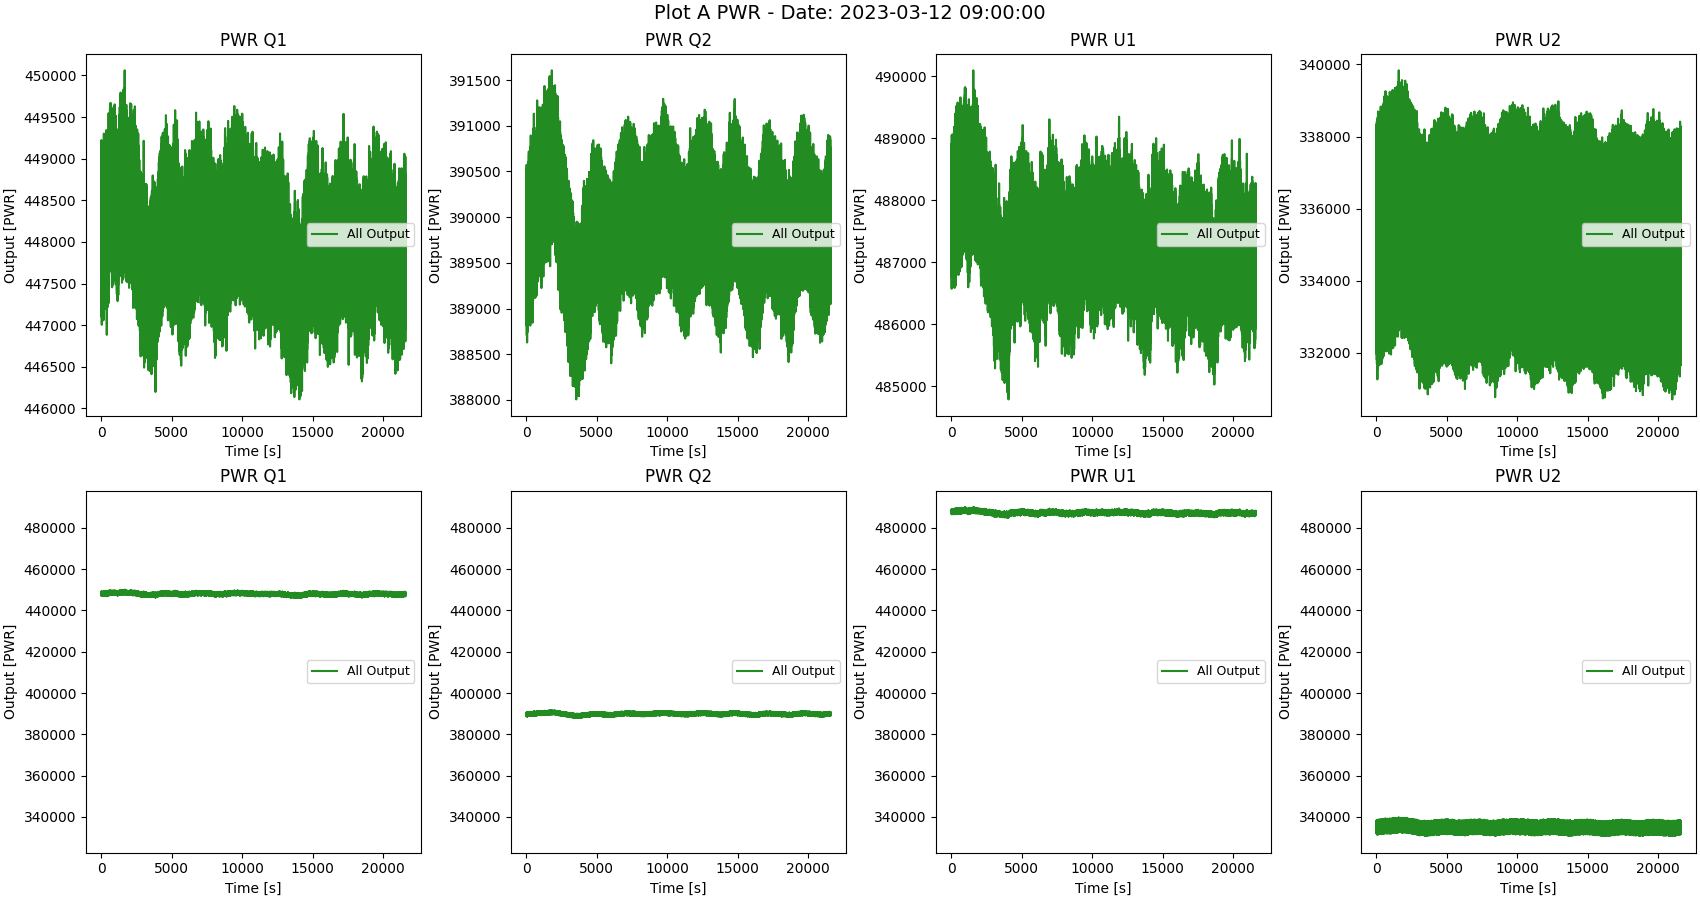 Plot A PWR - Date: 2023-03-12 09:00:00
PWR Q1
450000
449500
449000
448500
448000
447500
447000
446500
446000
Output [PWR]
0 5000 10000 15000 20000
Time [s]
All Output
PWR Q2
391500
391000
390500
390000
389500
389000
388500
388000
Output [PWR]
0 5000 10000 15000 20000
Time [s]
All Output
PWR U1
490000
489000
488000
487000
486000
485000
Output [PWR]
0 5000 10000 15000 20000
Time [s]
All Output
PWR U2
340000
338000
336000
334000
332000
Output [PWR]
0 5000 10000 15000 20000
Time [s]
All Output
PWR Q1
480000
460000
440000
420000
400000
380000
360000
340000
Output [PWR]
0 5000 10000 15000 20000
Time [s]
All Output
PWR Q2
480000
460000
440000
420000
400000
380000
360000
340000
Output [PWR]
0 5000 10000 15000 20000
Time [s]
All Output
PWR U1
480000
460000
440000
420000
400000
380000
360000
340000
Output [PWR]
0 5000 10000 15000 20000
Time [s]
All Output
PWR U2
480000
460000
440000
420000
400000
380000
360000
340000
Output [PWR]
0 5000 10000 15000 20000
Time [s]
All Output